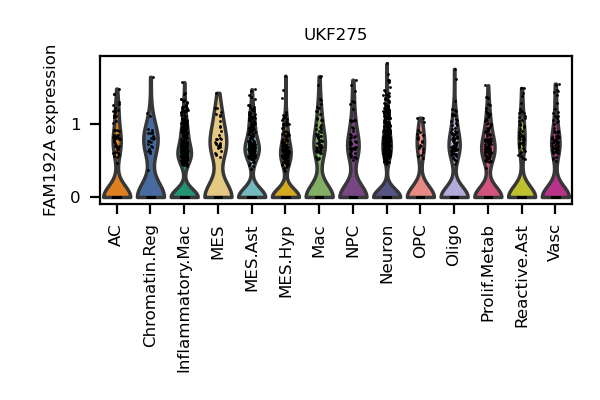 UKF275
FAM192A expression
1
0
AC
Chromatin.Reg
Inflammatory.Mac
MES
MES.Ast
MES.Hyp
Mac
NPC
Neuron
OPC
Oligo
Prolif.Metab
Reactive.Ast
Vasc